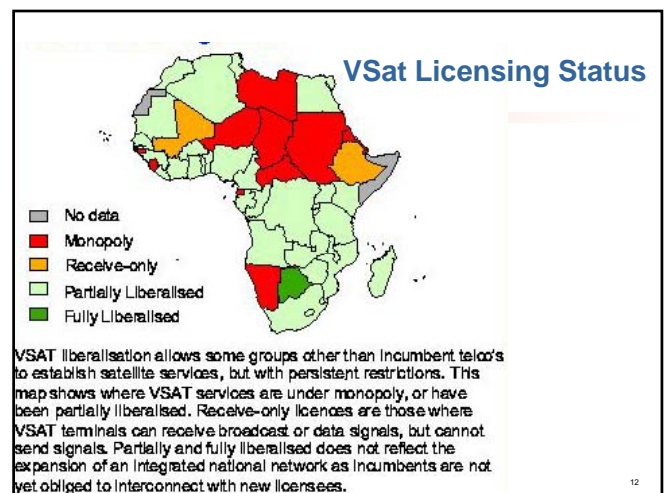 VSat Licensing Status
No data
Monopoly
Receive-only
Partially Liberalised
Fully Liberalised
VSAT liberalisation allows some groups other than incumbent telco's
to establish satellite services, but with persistent restrictions. This
map shows where VSAT services are under monopoly, or have
been partially liberalised. Receive-only licences are those where
VSAT terminals can receive broadcast or data signals, but cannot
send signals. Partially and fully liberalised does not reflect the
expansion of an integrated national network as incumbents are not
yet obliged to interconnect with new licensees.
12